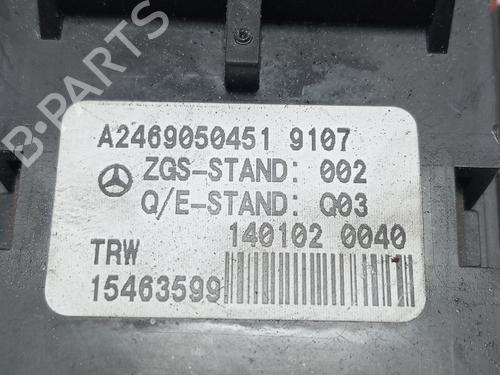 B-PARTS
A2469050451 9107
ZGS-STAND: 002
Q/E-STAND: Q03
140102 0040
TRW
15463599